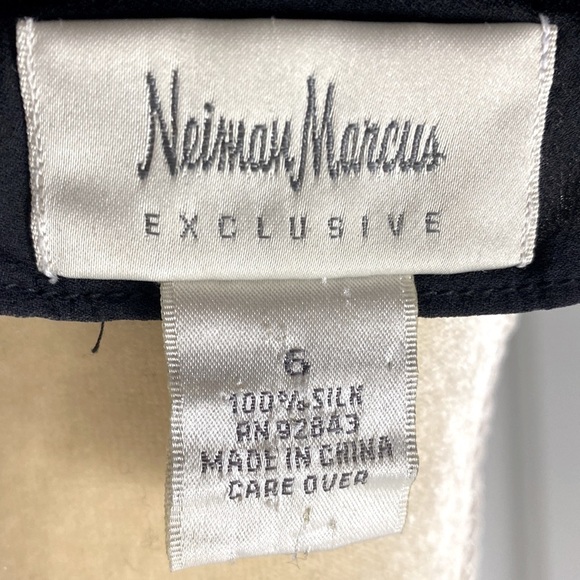 Neiman Marcus
EXCLUSIVE
6
100% SILK
RN 92843
MADE IN CHINA
CARE OVER